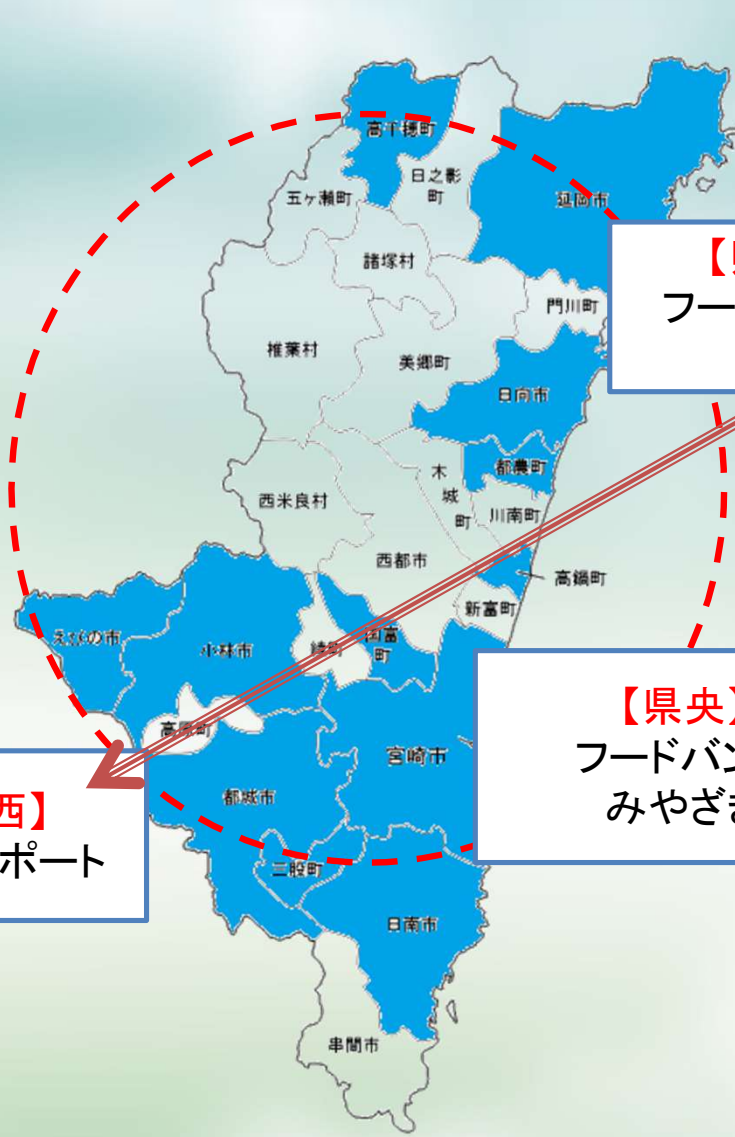 高千穂町
日之影
町
五ヶ瀬町
延岡市
諸塚村
門川町
椎葉村
美郷町
日向市
【県
フー
木
城
町
都農町
西米良村
川南町
西都市
高鍋町
新富町
えびの市
小林市
綾町
国富
町
高原町
宮崎市
【県央】
フードバン
みやざき
都城市
西】
ポート
三股町
日南市
串間市